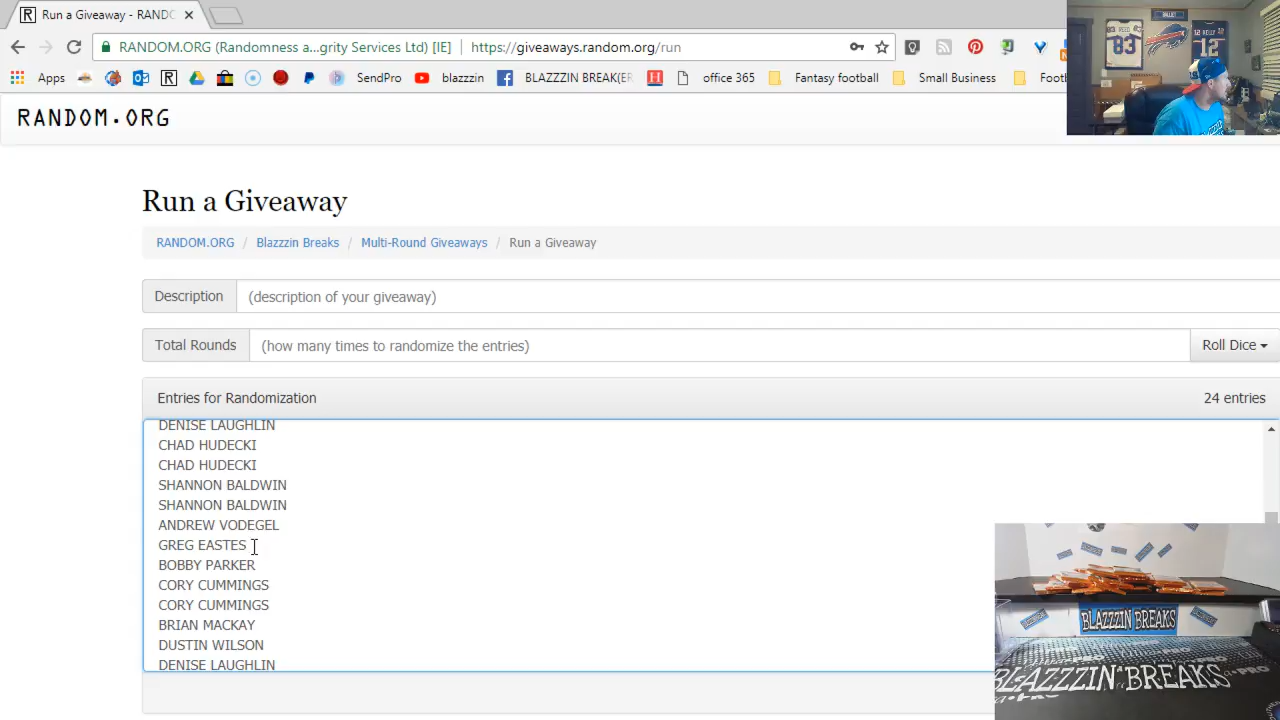 Run a Giveaway - RANDO
RANDOM.ORG (Randomness a...grity Services Ltd) [IE] https://giveaways.random.org/run
Apps SendPro blazzzin BLAZZZIN BREAK(ER office 365 Fantasy football Small Business Footb
RANDOM.ORG
Run a Giveaway
RANDOM.ORG / Blazzzin Breaks / Multi-Round Giveaways / Run a Giveaway
Description (description of your giveaway)
Total Rounds (how many times to randomize the entries) Roll Dice
Entries for Randomization 24 entries
DENISE LAUGHLIN
CHAD HUDECKI
CHAD HUDECKI
SHANNON BALDWIN
SHANNON BALDWIN
ANDREW VODEGEL
GREG EASTES
BOBBY PARKER
CORY CUMMINGS
CORY CUMMINGS
BRIAN MACKAY
DUSTIN WILSON
DENISE LAUGHLIN
REED
83
KELLY
12
BLAZZZIN BREAKS
BLAZZZIN BREAKS